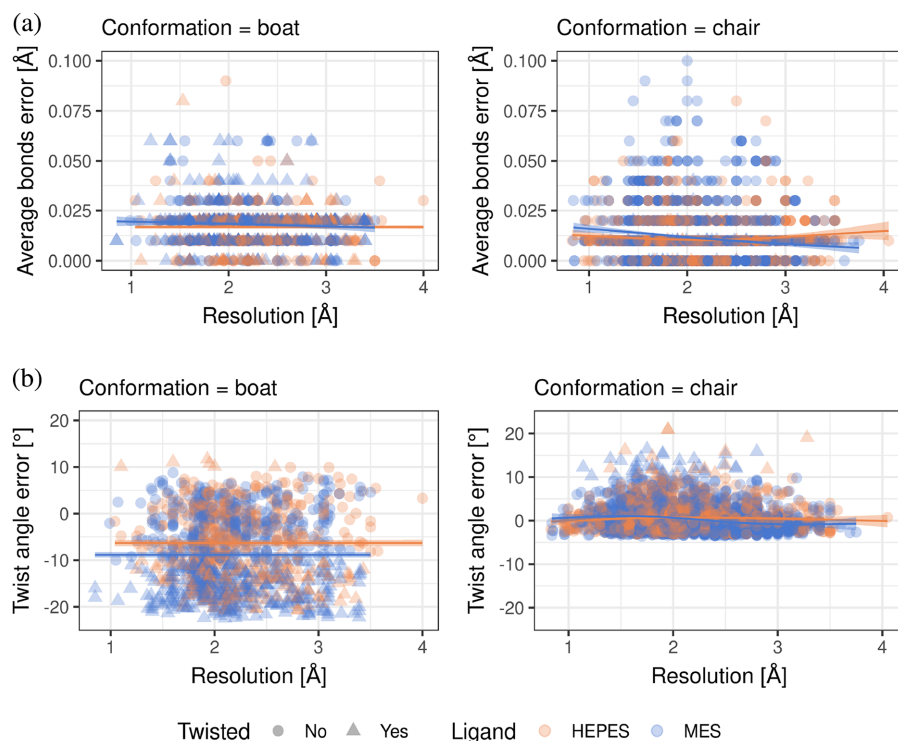 (a)
Conformation = boat
Conformation = chair
Average bonds error [Å]
0.100
0.075
0.050
0.025
0.000
1 2 3 4
Resolution [Å]
Average bonds error [Å]
0.100
0.075
0.050
0.025
0.000
1 2 3 4
Resolution [Å]
(b)
Conformation = boat
Conformation = chair
Twist angle error [°]
20
10
0
-10
-20
1 2 3 4
Resolution [Å]
Twist angle error [°]
20
10
0
-10
-20
1 2 3 4
Resolution [Å]
Twisted No Yes Ligand HEPES MES